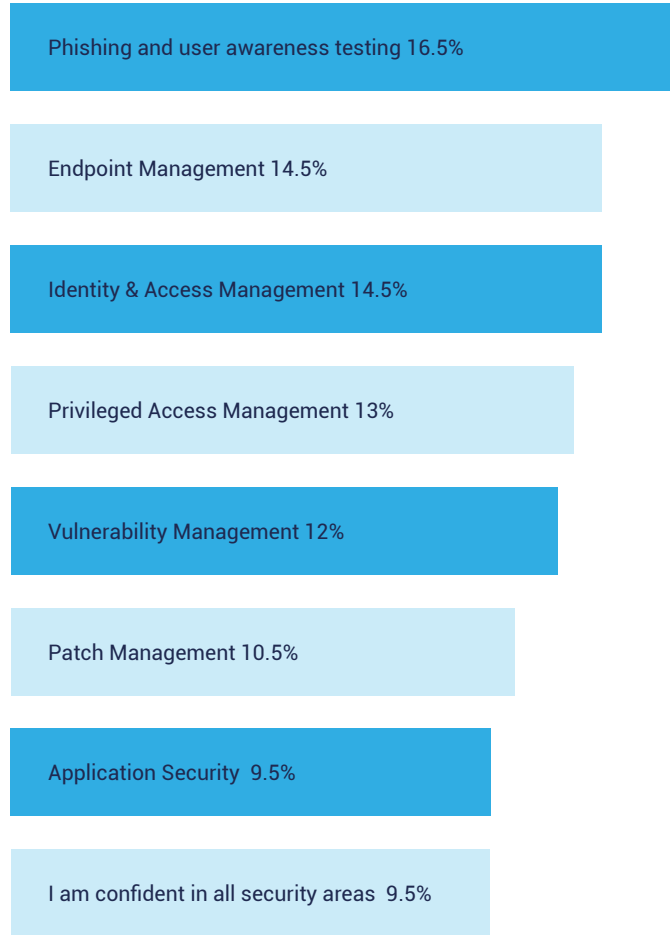 Phishing and user awareness testing 16.5%
Endpoint Management 14.5%
Identity & Access Management 14.5%
Privileged Access Management 13%
Vulnerability Management 12%
Patch Management 10.5%
Application Security 9.5%
I am confident in all security areas 9.5%